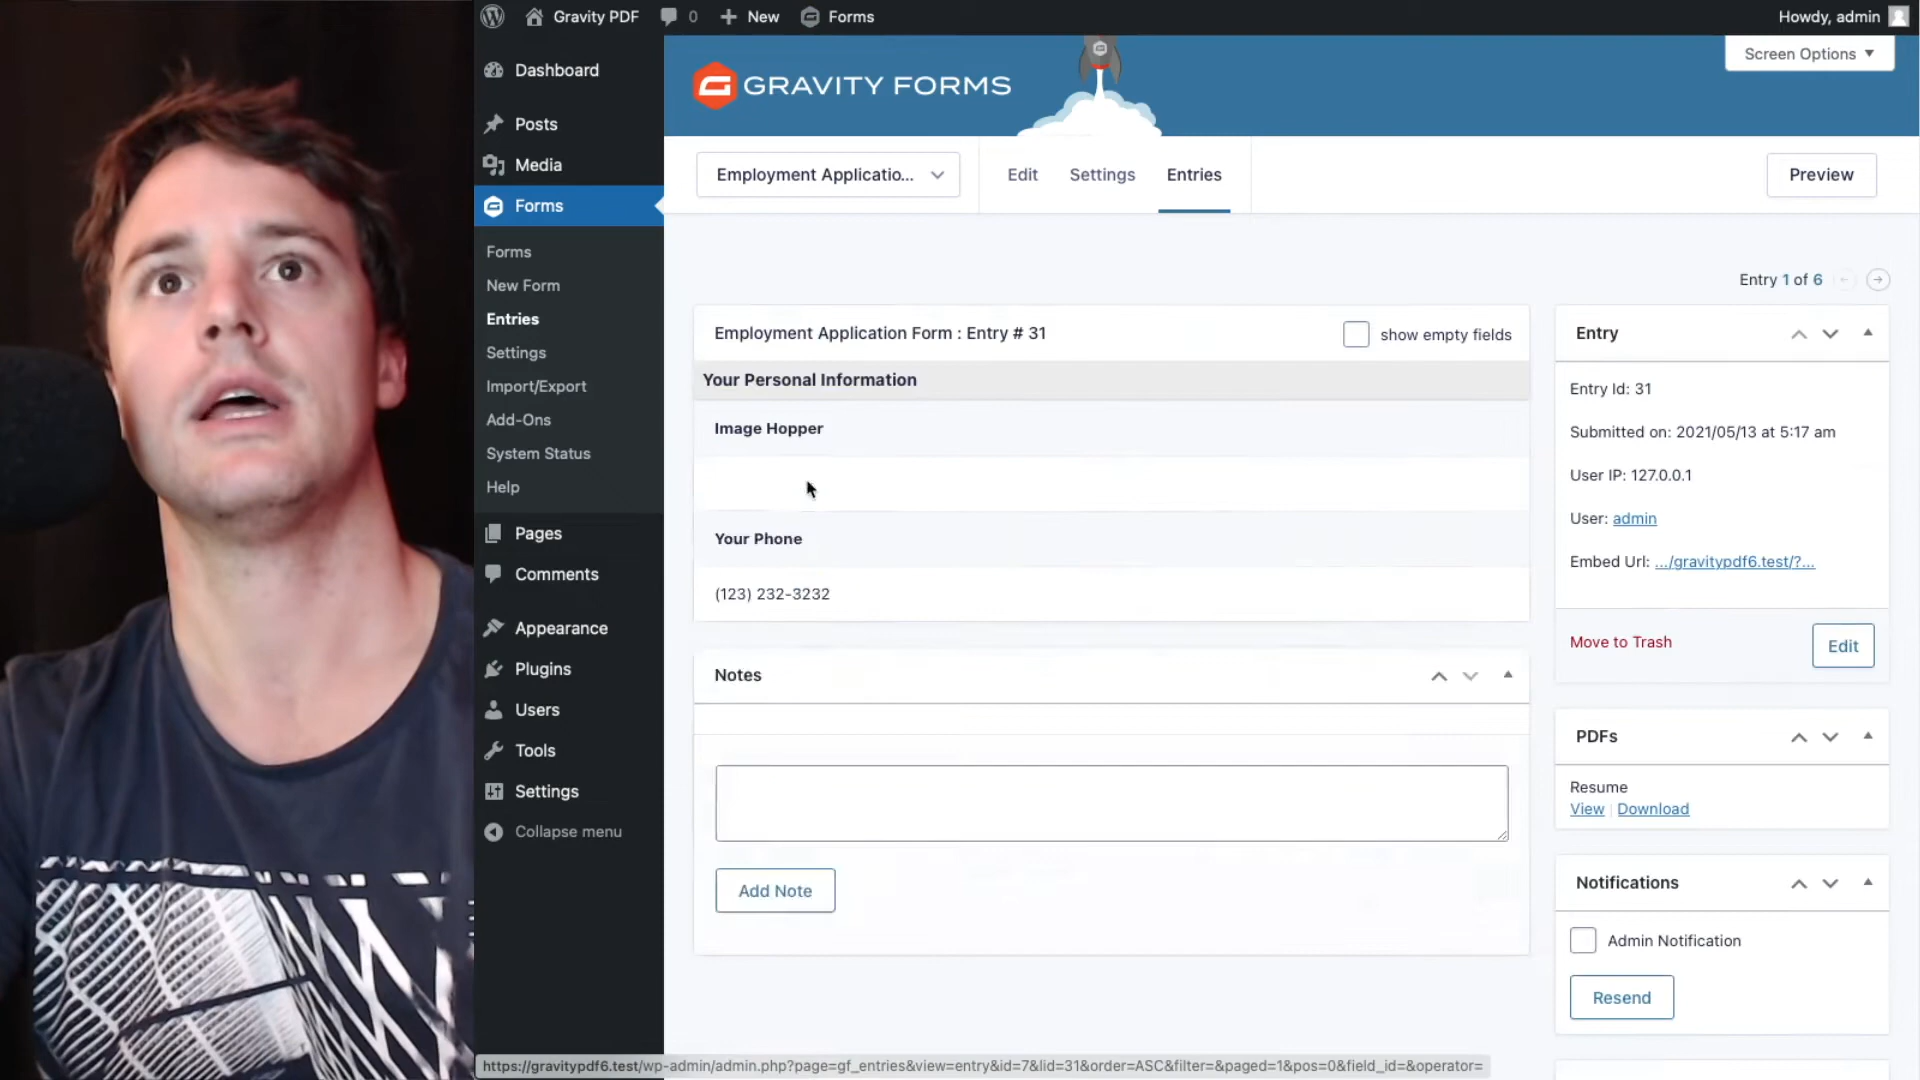 Gravity PDF 0 New Forms Howdy, admin
Screen Options
GRAVITY FORMS
Dashboard
Posts
Media
Forms
Forms
New Form
Entries
Settings
Import/Export
Add-Ons
System Status
Help
Pages
Comments
Appearance
Plugins
Users
Tools
Settings
Collapse menu
Employment Applicatio... Edit Settings Entries Preview
Entry 1 of 6
Employment Application Form : Entry # 31 show empty fields
Your Personal Information
Image Hopper
Your Phone
(123) 232-3232
Notes
Add Note
Entry
Entry Id: 31
Submitted on: 2021/05/13 at 5:17 am
User IP: 127.0.0.1
User: admin
Embed Url: .../gravitypdf6.test/?...
Move to Trash Edit
PDFs
Resume
View | Download
Notifications
Admin Notification
Resend
https://gravitypdf6.test/wp-admin/admin.php?page=gf_entries&view=entry&id=7&lid=31&order=ASC&filter=&paged=1&pos=0&field_id=&operator=